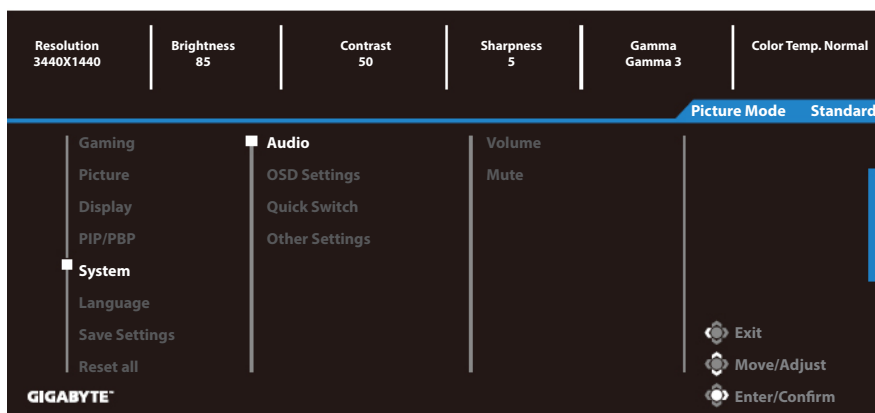 Resolution
3440X1440
Brightness
85
Contrast
50
Sharpness
5
Gamma
Gamma 3
Color Temp. Normal
Picture Mode Standard
Gaming
Picture
Display
PIP/PBP
System
Language
Save Settings
Reset all
Audio
OSD Settings
Quick Switch
Other Settings
Volume
Mute
Exit
Move/Adjust
Enter/Confirm
GIGABYTE™